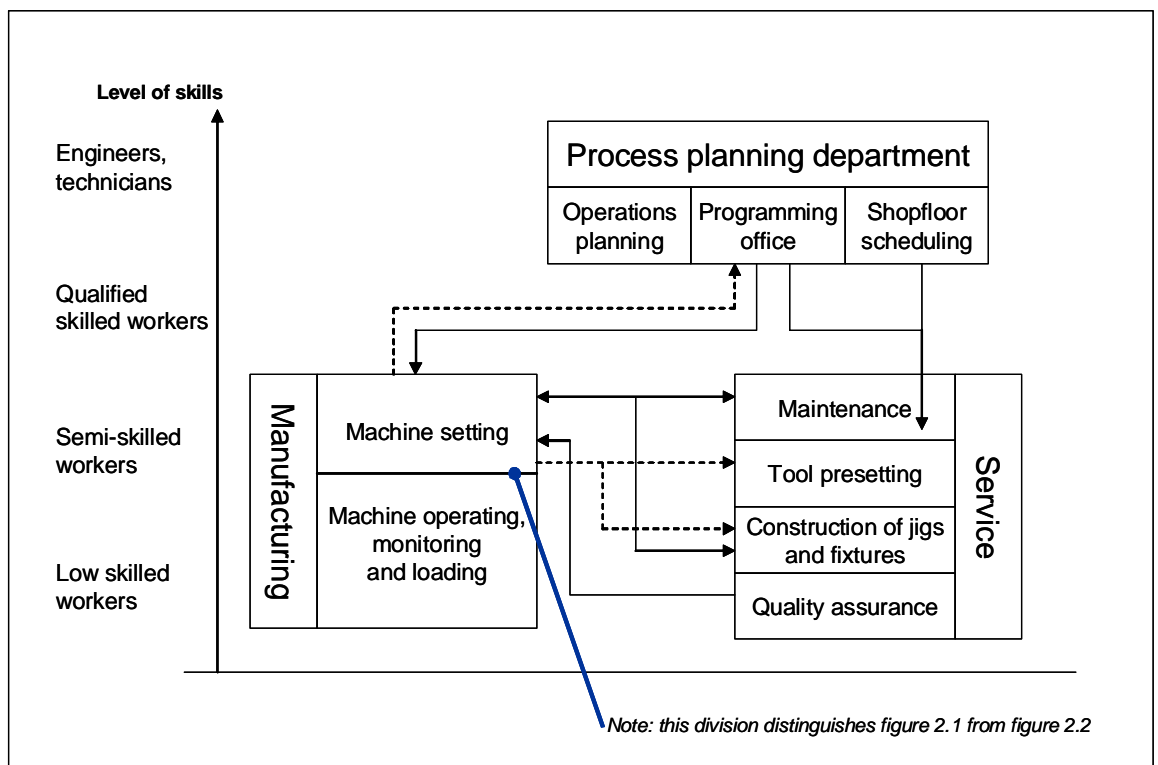 Level of skills
Engineers,
technicians
Qualified
skilled workers
Semi-skilled
workers
Low skilled
workers
Process planning department
Operations
planning
Programming
office
Shopfloor
scheduling
Manufacturing
Machine setting
Machine operating,
monitoring
and loading
Maintenance
Tool presetting
Construction of jigs
and fixtures
Quality assurance
Service
Note: this division distinguishes figure 2.1 from figure 2.2